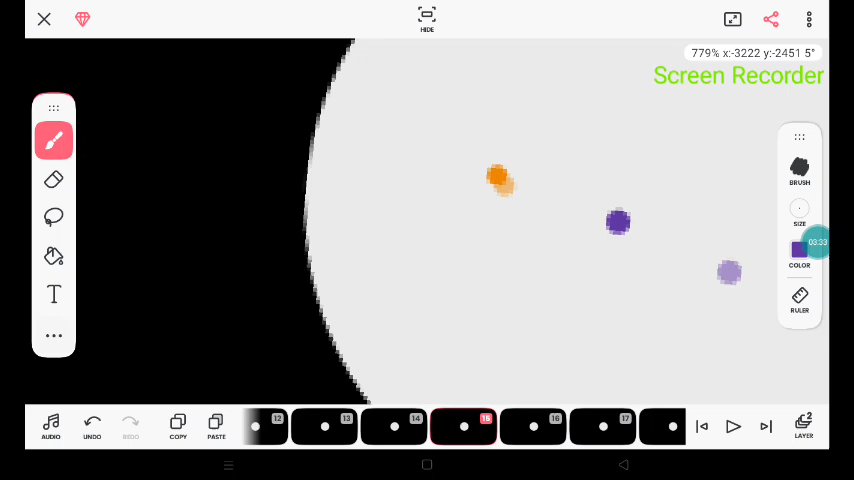 HIDE
779% x:-3222 y:-2451 5°
Screen Recorder
BRUSH
SIZE
03:33
COLOR
RULER
T
12
13
14
15
16
17
2
AUDIO
UNDO
REDO
COPY
PASTE
LAYER